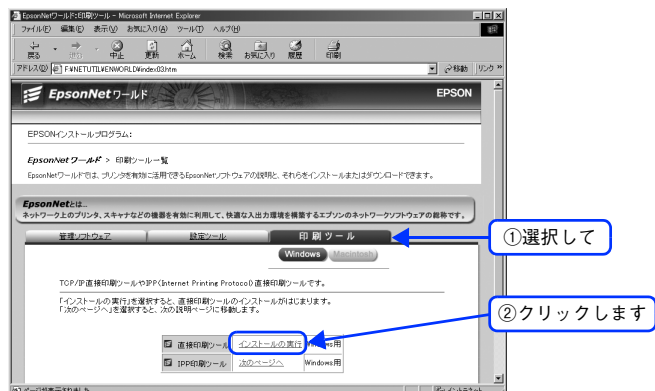 EpsonNetワールド:印刷ツール - Microsoft Internet Explorer
ファイル(F) 編集(E) 表示(V) お気に入り(A) ツール(T) ヘルプ(H)
戻る 進む 中止 更新 ホーム 検索 お気に入り 履歴 印刷
アドレス(D) F:¥NETUTIL¥ENWORLD¥index03.htm 移動 リンク »
EpsonNet ワールド EPSON
EPSONインストールプログラム:
EpsonNet ワールド > 印刷ツール一覧
EpsonNetワールドでは、プリンタを有効に活用できるEpsonNetソフトウェアの説明と、それらをインストールまたはダウンロードできます。
EpsonNetとは...
ネットワーク上のプリンタ、スキャナなどの機器を有効に利用して、快適な入出力環境を構築するエプソンのネットワークソフトウェアの総称です。
管理ソフトウェア 設定ツール 印刷ツール
①選択して
Windows Macintosh
TCP/IP直接印刷ツールやIPP(Internet Printing Protocol)直接印刷ツールです。
「インストールの実行」を選択すると、直接印刷ツールのインストールがはじまります。
「次のページへ」を選択すると、次の説明ページに移動します。
②クリックします
直接印刷ツール インストールの実行 Windows用
IPP印刷ツール 次のページへ Windows用
ページが表示されました